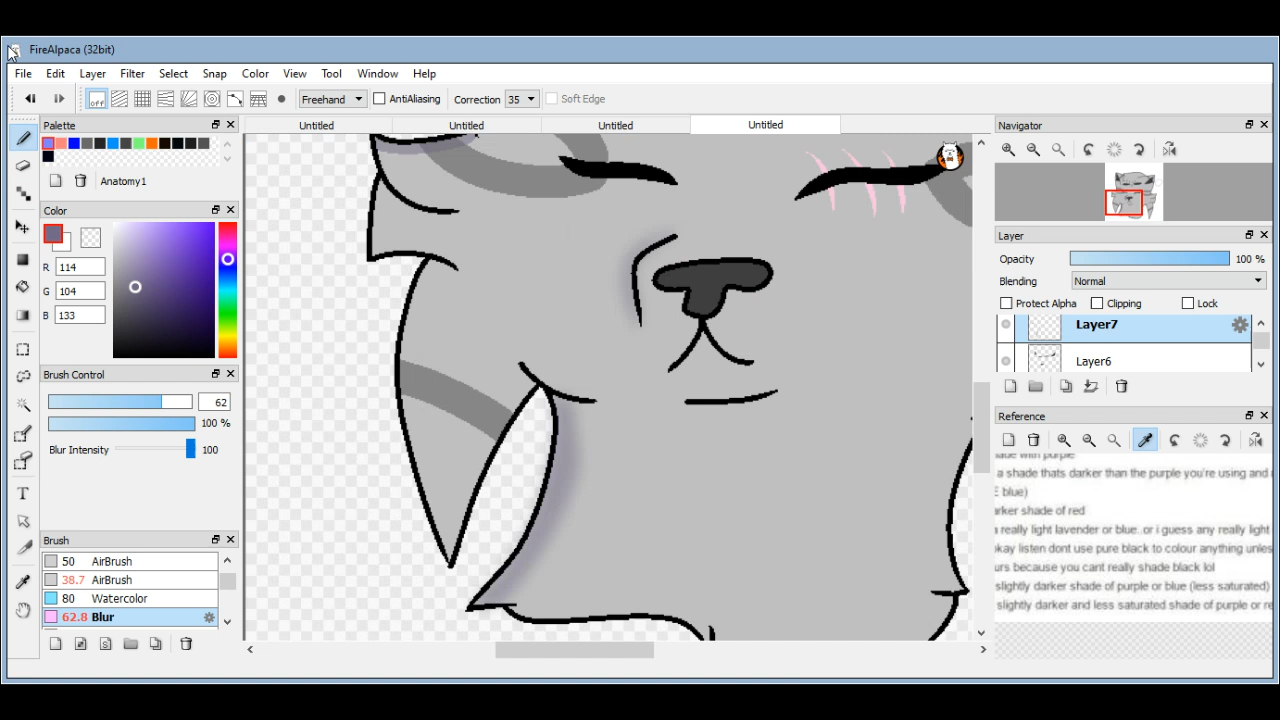 FireAlpaca (32bit)
File Edit Layer Filter Select Snap Color View Tool Window Help
off Freehand AntiAliasing Correction 35 Soft Edge
Palette
Anatomy1
Color
R 114
G 104
B 133
Brush Control
62
100 %
Blur Intensity 100
Brush
50 AirBrush
38.7 AirBrush
80 Watercolor
62.8 Blur
Untitled Untitled Untitled Untitled
Navigator
Layer
Opacity 100 %
Blending Normal
Protect Alpha Clipping Lock
Layer7
Layer6
Reference
with purple
a shade thats darker than the purple you're using and
E blue)
rker shade of red
a really light lavender or blue..or i guess any really light
kay listen dont use pure black to colour anything unles
urs because you cant really shade black lol
slightly darker shade of purple or blue (less saturated)
slightly darker and less saturated shade of purple or re